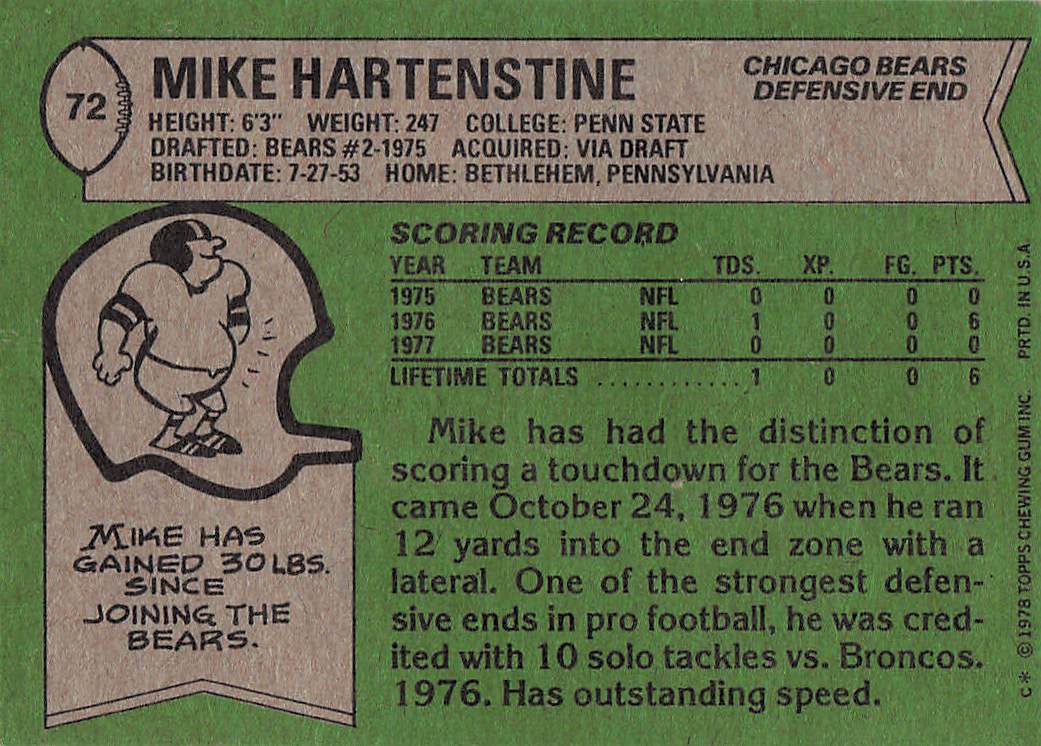 72
MIKE HARTENSTINE
CHICAGO BEARS
DEFENSIVE END
HEIGHT: 6'3" WEIGHT: 247 COLLEGE: PENN STATE
DRAFTED: BEARS #2-1975 ACQUIRED: VIA DRAFT
BIRTHDATE: 7-27-53 HOME: BETHLEHEM, PENNSYLVANIA
SCORING RECORD
YEAR TEAM TDS. XP. FG. PTS.
1975 BEARS NFL 0 0 0 0
1976 BEARS NFL 1 0 0 6
1977 BEARS NFL 0 0 0 0
LIFETIME TOTALS ............ 1 0 0 6
Mike has had the distinction of
scoring a touchdown for the Bears. It
came October 24, 1976 when he ran
12 yards into the end zone with a
lateral. One of the strongest defen-
sive ends in pro football, he was cred-
ited with 10 solo tackles vs. Broncos.
1976. Has outstanding speed.
MIKE HAS
GAINED 30 LBS.
SINCE
JOINING THE
BEARS.
C* © 1978 TOPPS CHEWING GUM INC. PRTD. IN U.S.A